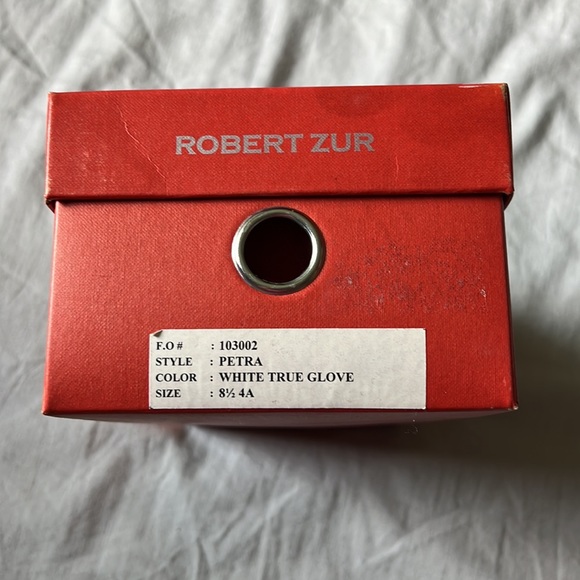 ROBERT ZUR
F.O # : 103002
STYLE : PETRA
COLOR : WHITE TRUE GLOVE
SIZE : 8½ 4A